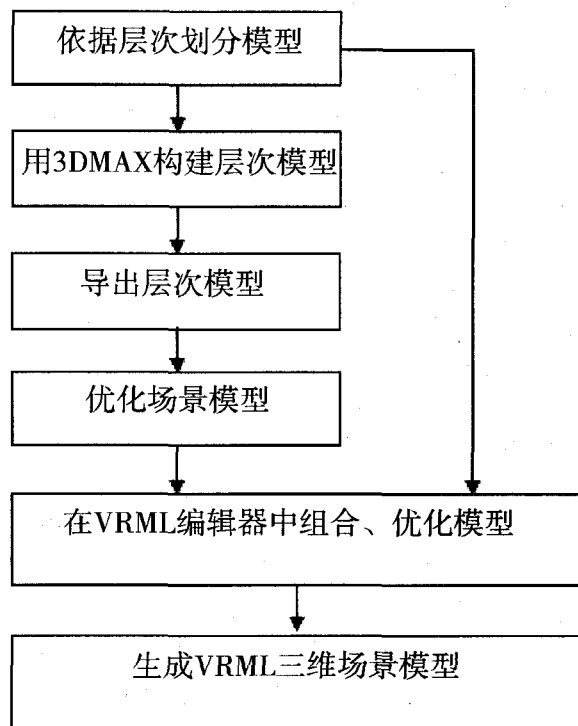 依据层次划分模型
用3DMAX构建层次模型
导出层次模型
优化场景模型
在VRML编辑器中组合、优化模型
生成VRML三维场景模型